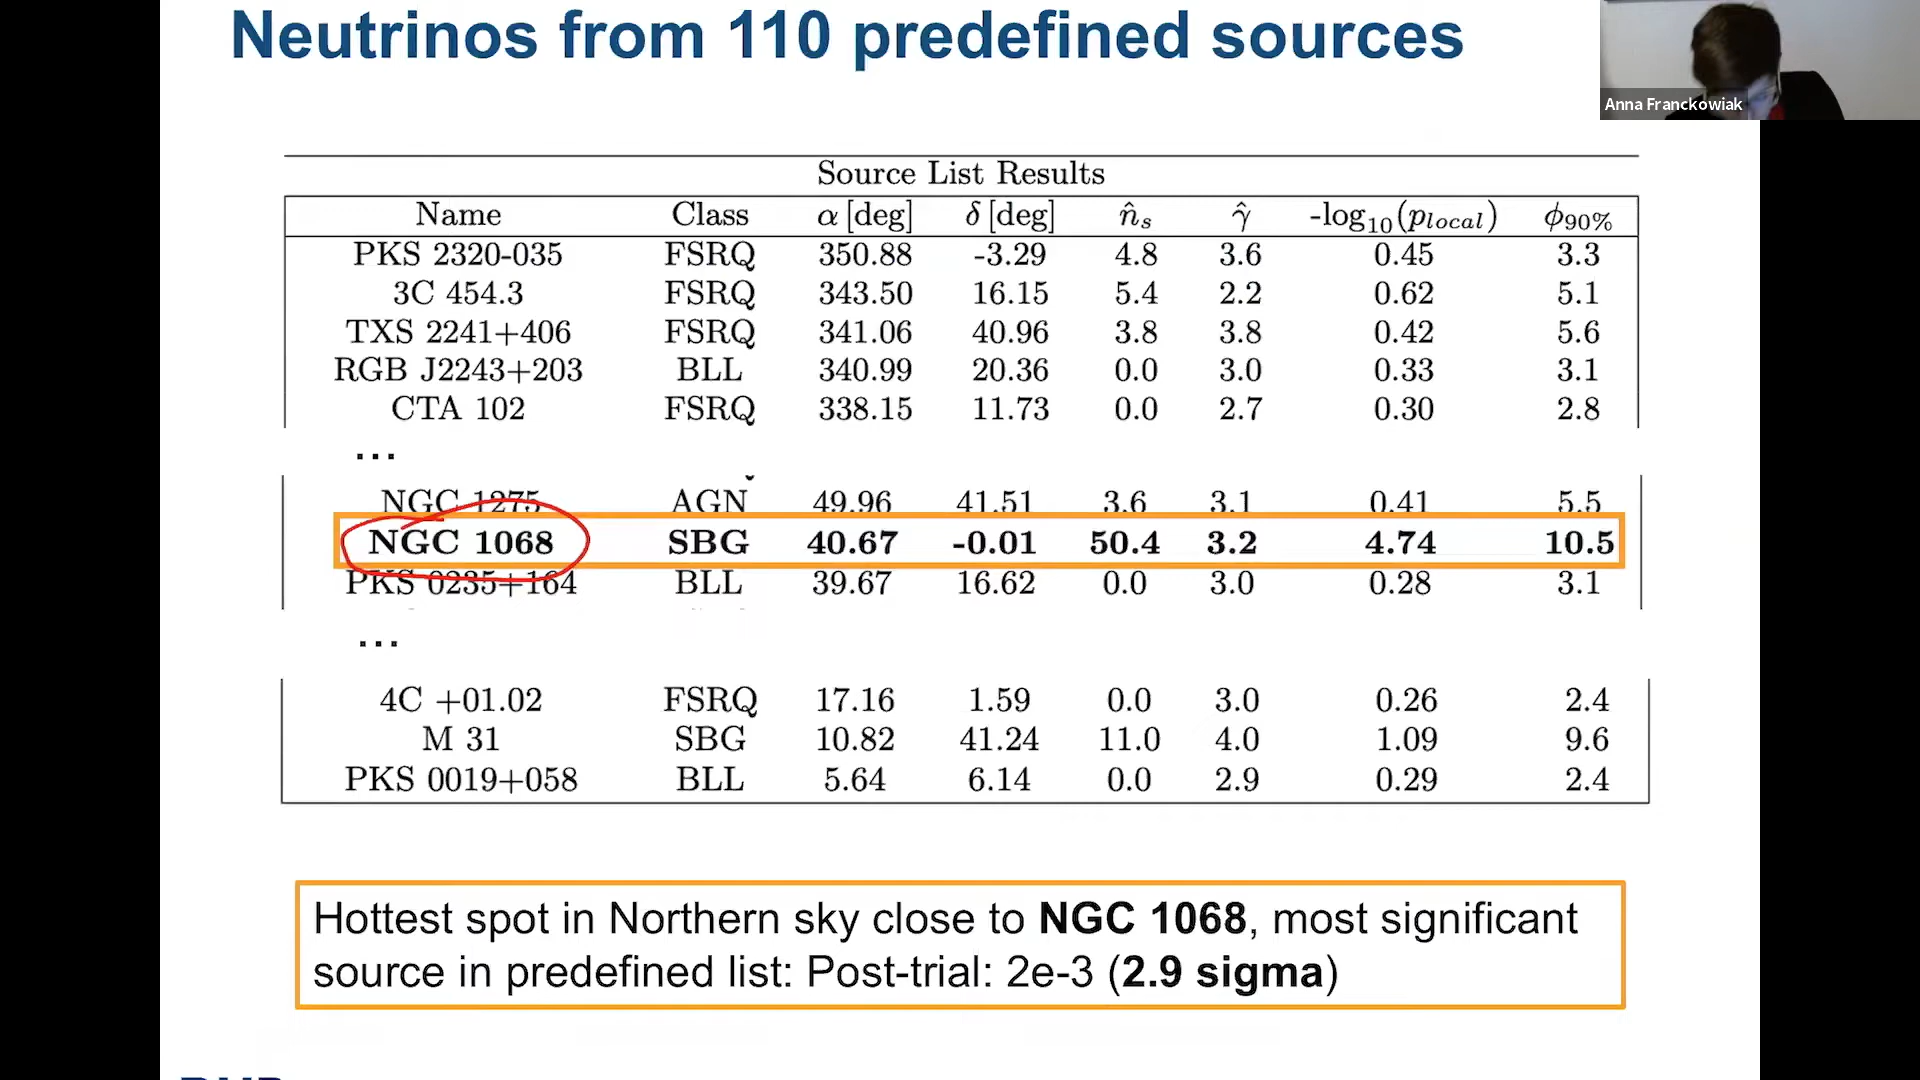 Neutrinos from 110 predefined sources
Anna Franckowiak
Source List Results
Name Class α [deg] δ [deg] n̂ₛ γ̂ -log₁₀(p_local) ϕ₉₀%
PKS 2320-035 FSRQ 350.88 -3.29 4.8 3.6 0.45 3.3
3C 454.3 FSRQ 343.50 16.15 5.4 2.2 0.62 5.1
TXS 2241+406 FSRQ 341.06 40.96 3.8 3.8 0.42 5.6
RGB J2243+203 BLL 340.99 20.36 0.0 3.0 0.33 3.1
CTA 102 FSRQ 338.15 11.73 0.0 2.7 0.30 2.8
...
NGC 1275 AGN 49.96 41.51 3.6 3.1 0.41 5.5
NGC 1068 SBG 40.67 -0.01 50.4 3.2 4.74 10.5
PKS 0235+164 BLL 39.67 16.62 0.0 3.0 0.28 3.1
...
4C +01.02 FSRQ 17.16 1.59 0.0 3.0 0.26 2.4
M 31 SBG 10.82 41.24 11.0 4.0 1.09 9.6
PKS 0019+058 BLL 5.64 6.14 0.0 2.9 0.29 2.4
Hottest spot in Northern sky close to NGC 1068, most significant
source in predefined list: Post-trial: 2e-3 (2.9 sigma)